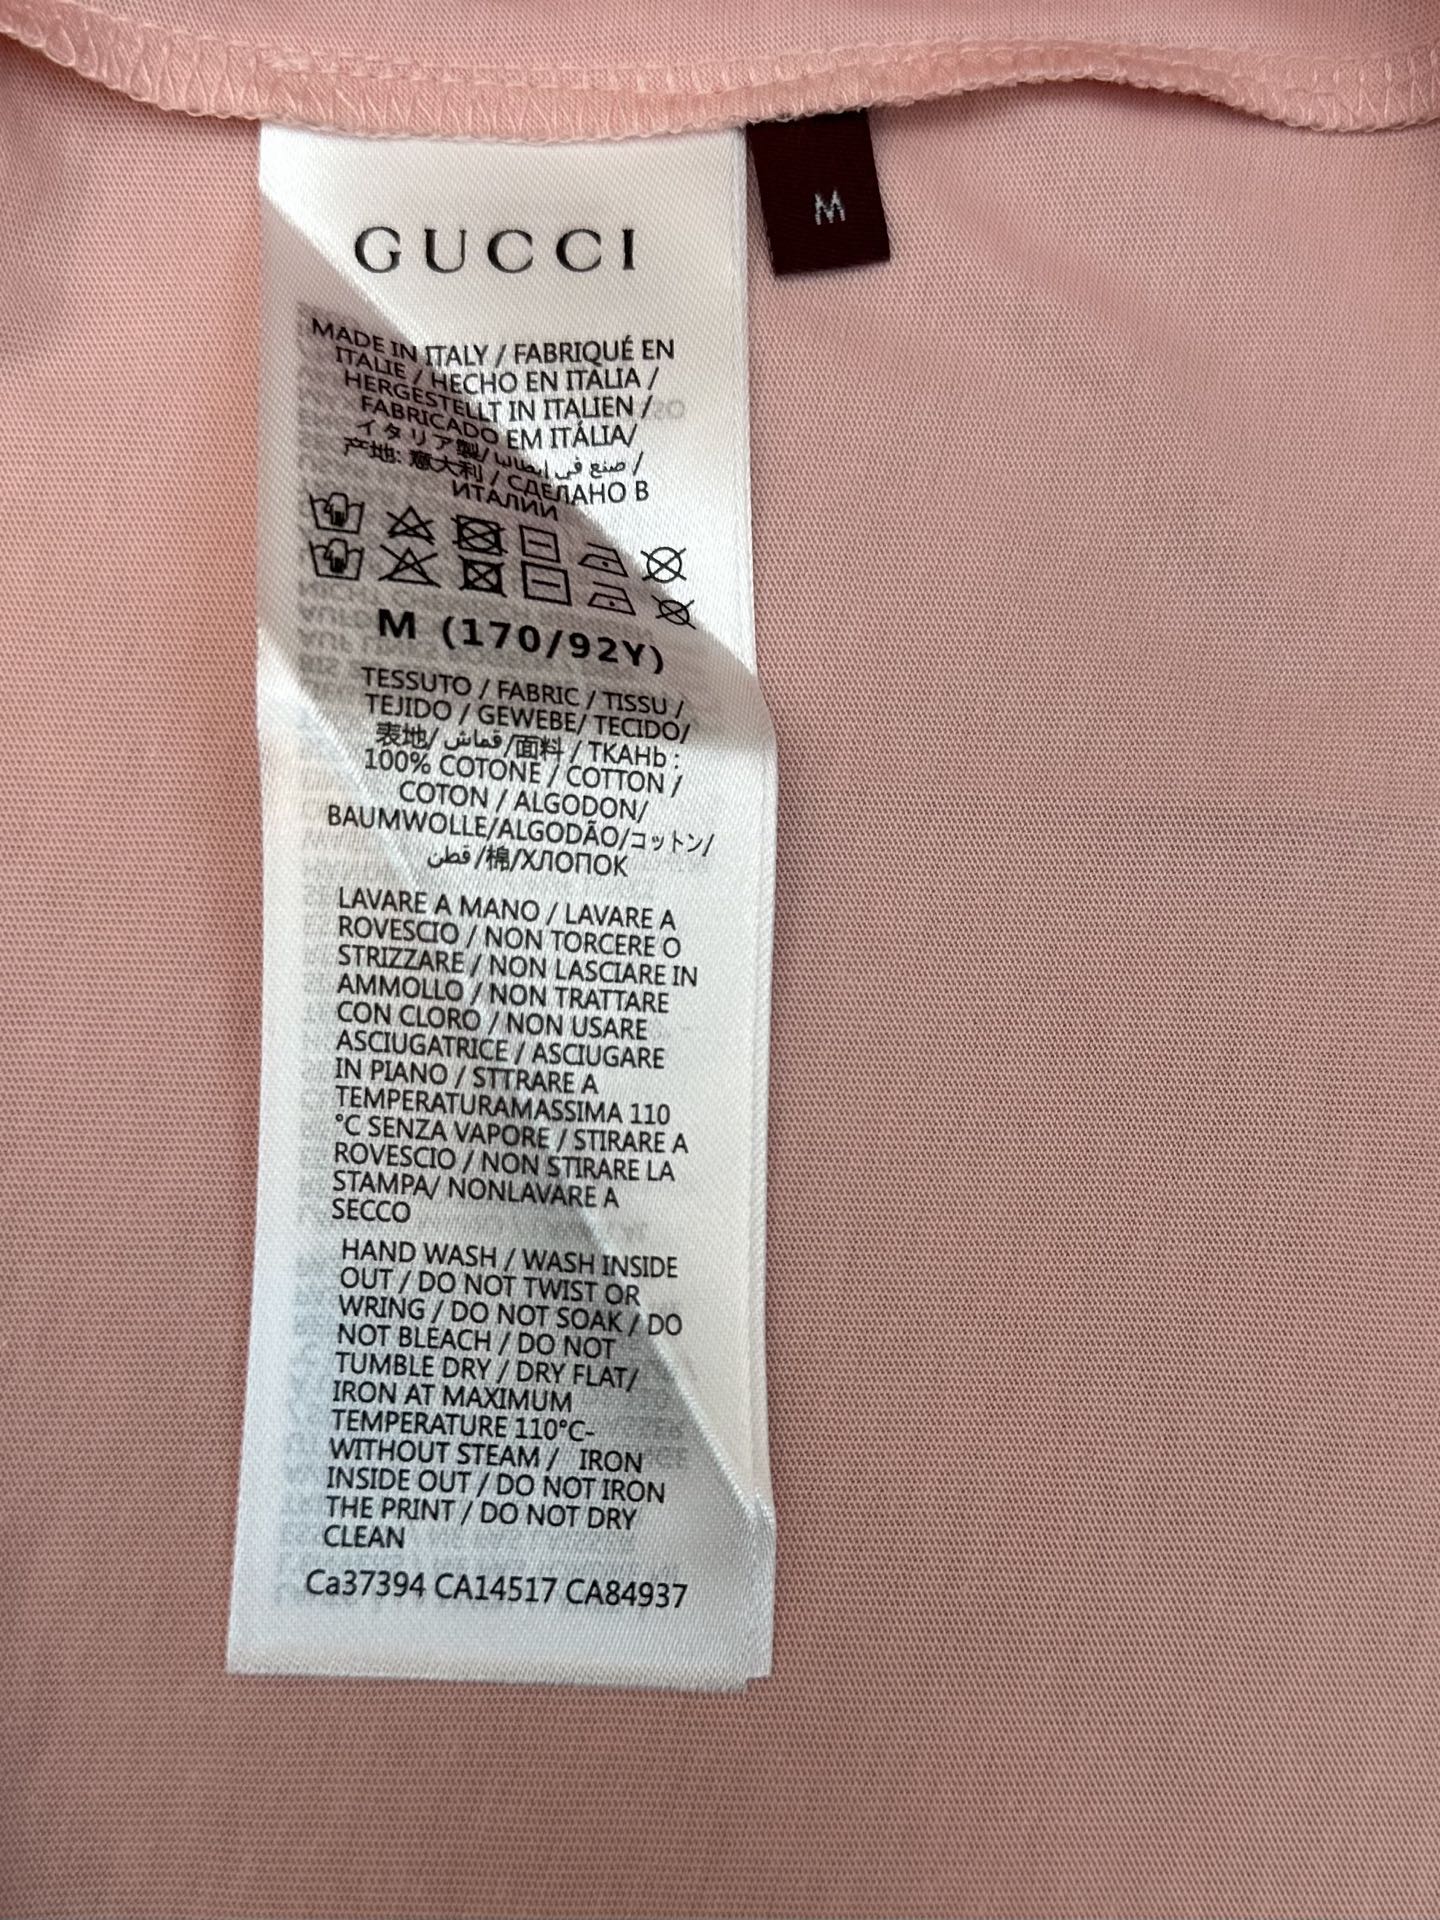 M
GUCCI
MADE IN ITALY / FABRIQUÉ EN
ITALIE / HECHO EN ITALIA /
HERGESTELLT IN ITALIEN /
FABRICADO EM ITÁLIA/
イタリア製/صنع في إيطاليا /
产地: 意大利 / СДЕЛАНО В
ИТАЛИИ
M (170/92Y)
TESSUTO / FABRIC / TISSU /
TEJIDO / GEWEBE/ TECIDO/
表地/ قماش /面料 / TKAHb :
100% COTONE / COTTON /
COTON / ALGODON/
BAUMWOLLE/ALGODÃO/コットン/
قطن /棉/ХЛОПОК
LAVARE A MANO / LAVARE A
ROVESCIO / NON TORCERE O
STRIZZARE / NON LASCIARE IN
AMMOLLO / NON TRATTARE
CON CLORO / NON USARE
ASCIUGATRICE / ASCIUGARE
IN PIANO / STTRARE A
TEMPERATURAMASSIMA 110
°C SENZA VAPORE / STIRARE A
ROVESCIO / NON STIRARE LA
STAMPA/ NONLAVARE A
SECCO
HAND WASH / WASH INSIDE
OUT / DO NOT TWIST OR
WRING / DO NOT SOAK / DO
NOT BLEACH / DO NOT
TUMBLE DRY / DRY FLAT/
IRON AT MAXIMUM
TEMPERATURE 110°C-
WITHOUT STEAM / IRON
INSIDE OUT / DO NOT IRON
THE PRINT / DO NOT DRY
CLEAN
Ca37394 CA14517 CA84937